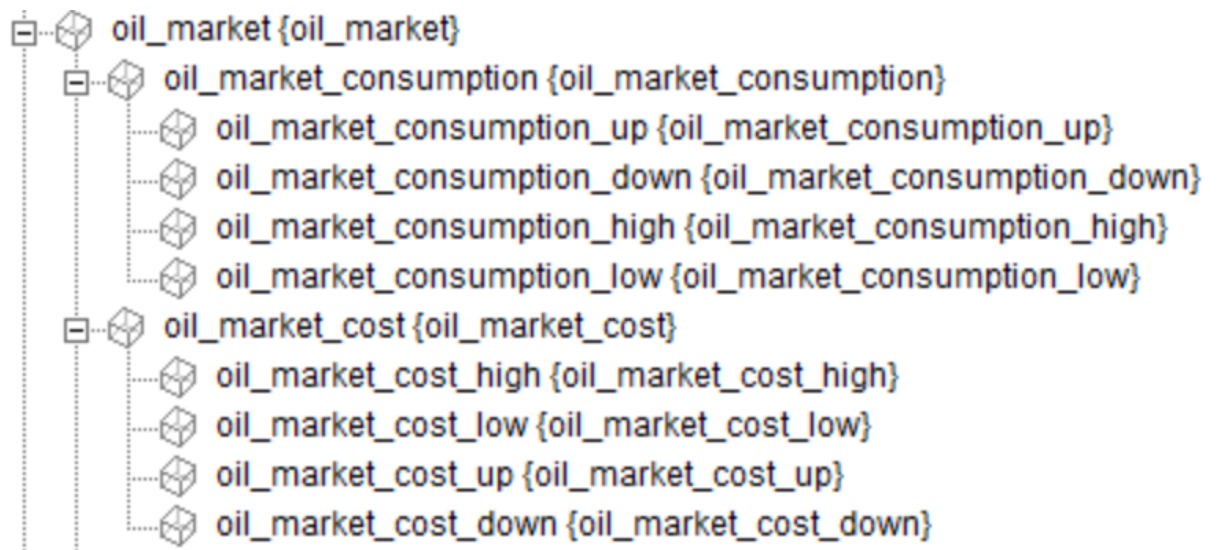 oil_market {oil_market}
oil_market_consumption {oil_market_consumption}
oil_market_consumption_up {oil_market_consumption_up}
oil_market_consumption_down {oil_market_consumption_down}
oil_market_consumption_high {oil_market_consumption_high}
oil_market_consumption_low {oil_market_consumption_low}
oil_market_cost {oil_market_cost}
oil_market_cost_high {oil_market_cost_high}
oil_market_cost_low {oil_market_cost_low}
oil_market_cost_up {oil_market_cost_up}
oil_market_cost_down {oil_market_cost_down}